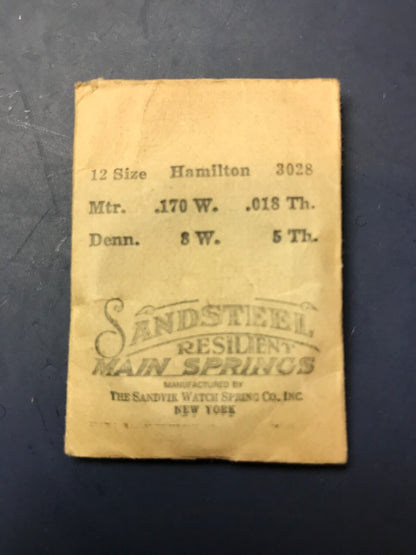 12 Size Hamilton 3028
Mtr. .170 W. .018 Th.
Denn. 8 W. 5 Th.
SANDSTEEL
RESILIENT
MAIN SPRINGS
MANUFACTURED BY
THE SANDVIK WATCH SPRING CO., INC.
NEW YORK